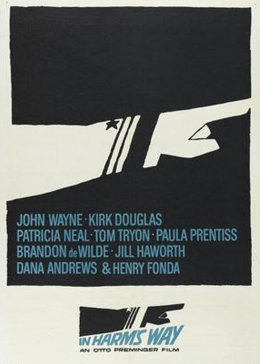 JOHN WAYNE · KIRK DOUGLAS
PATRICIA NEAL · TOM TRYON · PAULA PRENTISS
BRANDON de WILDE · JILL HAWORTH
DANA ANDREWS & HENRY FONDA
IN HARM'S WAY
AN OTTO PREMINGER FILM